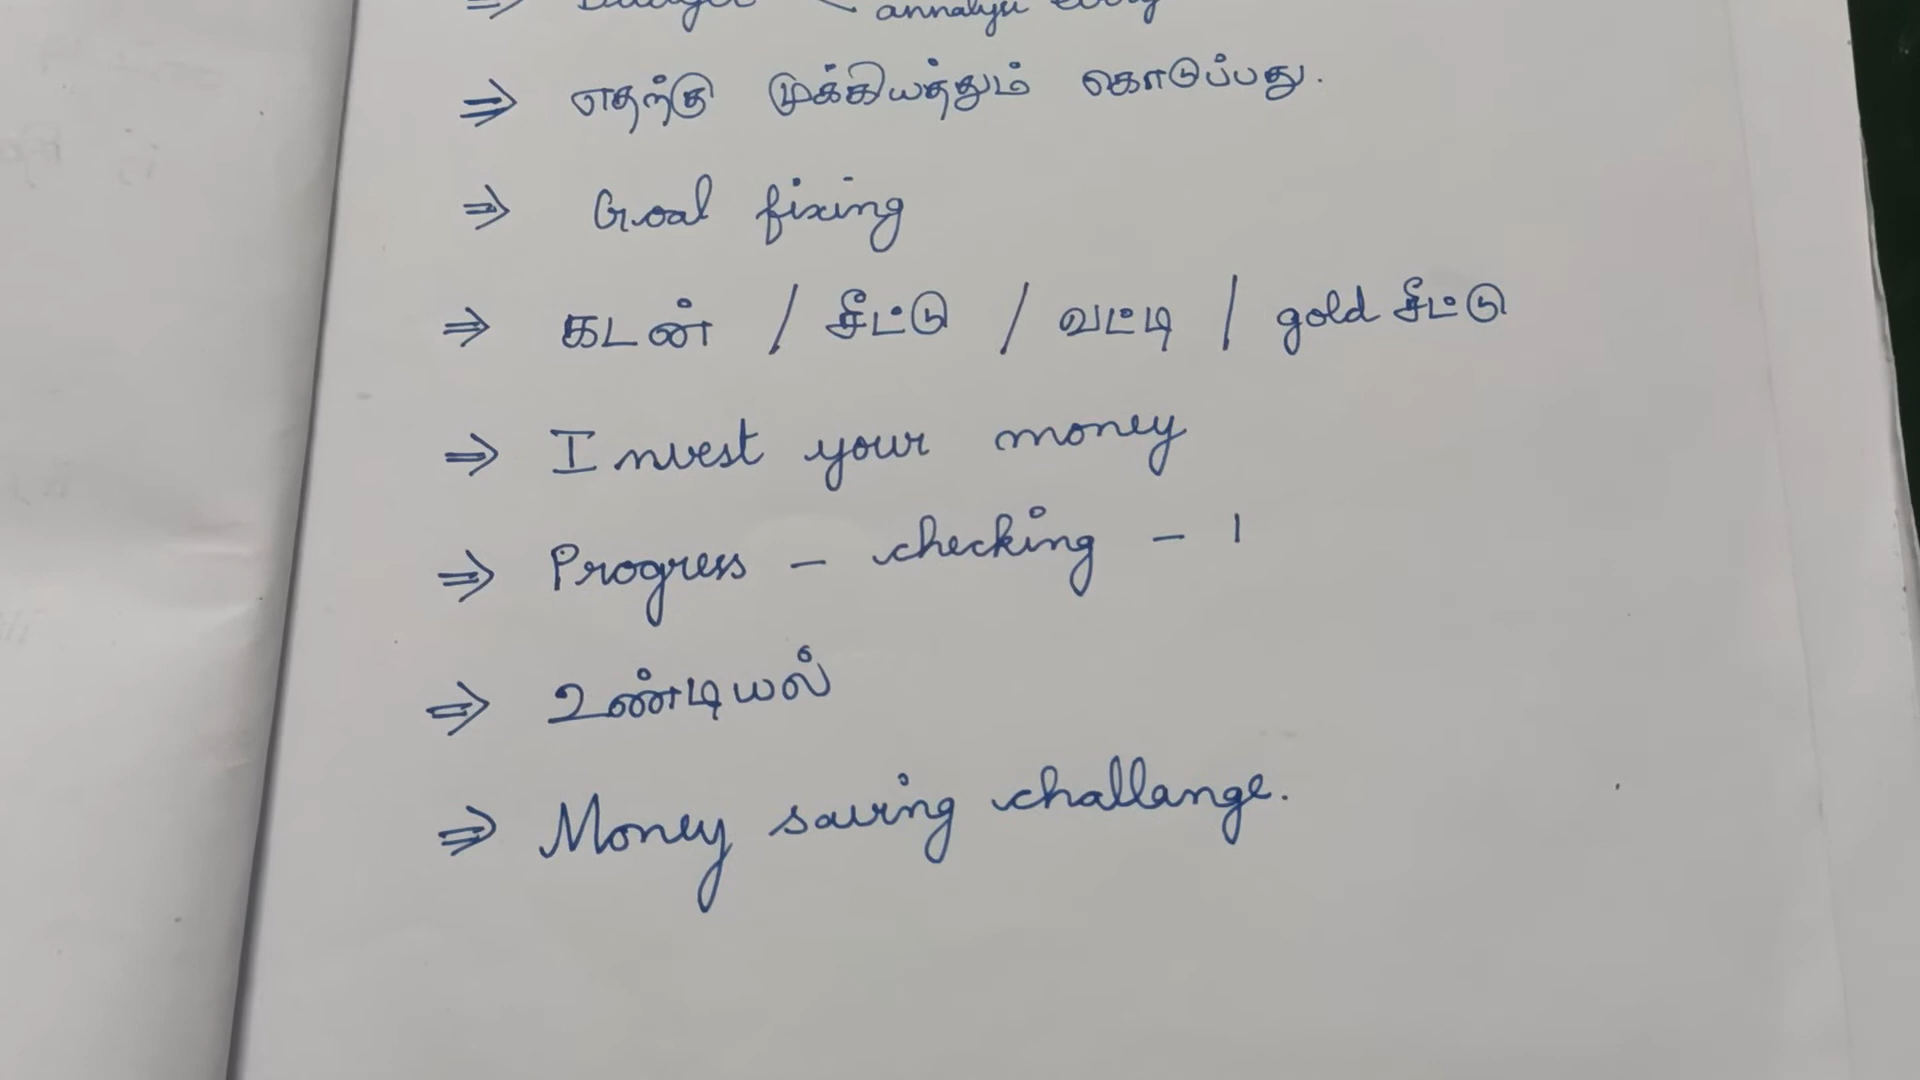 ⇒ எதற்கு முக்கியத்தும் கொடுப்பது.
⇒ Goal fixing
⇒ கடன் / சீட்டு / வட்டி / gold சீட்டு
⇒ Invest your money
⇒ Progress – checking – 1
⇒ உண்டியல்
⇒ Money saving challange.